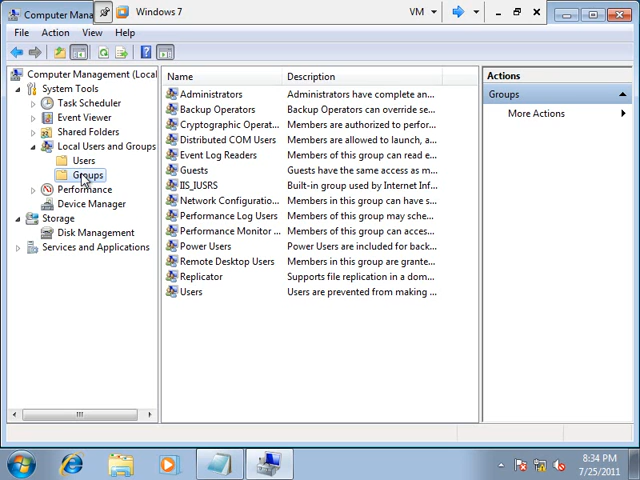 Computer Mana
Windows 7
VM
File Action View Help
Computer Management (Local
System Tools
Task Scheduler
Event Viewer
Shared Folders
Local Users and Groups
Users
Groups
Performance
Device Manager
Storage
Disk Management
Services and Applications
Name Description
Administrators Administrators have complete an...
Backup Operators Backup Operators can override se...
Cryptographic Operat... Members are authorized to perfor...
Distributed COM Users Members are allowed to launch, a...
Event Log Readers Members of this group can read e...
Guests Guests have the same access as m...
IIS_IUSRS Built-in group used by Internet Inf...
Network Configuratio... Members in this group can have s...
Performance Log Users Members of this group may sche...
Performance Monitor ... Members of this group can acces...
Power Users Power Users are included for back...
Remote Desktop Users Members in this group are grante...
Replicator Supports file replication in a dom...
Users Users are prevented from making ...
Actions
Groups
More Actions
8:34 PM
7/25/2011